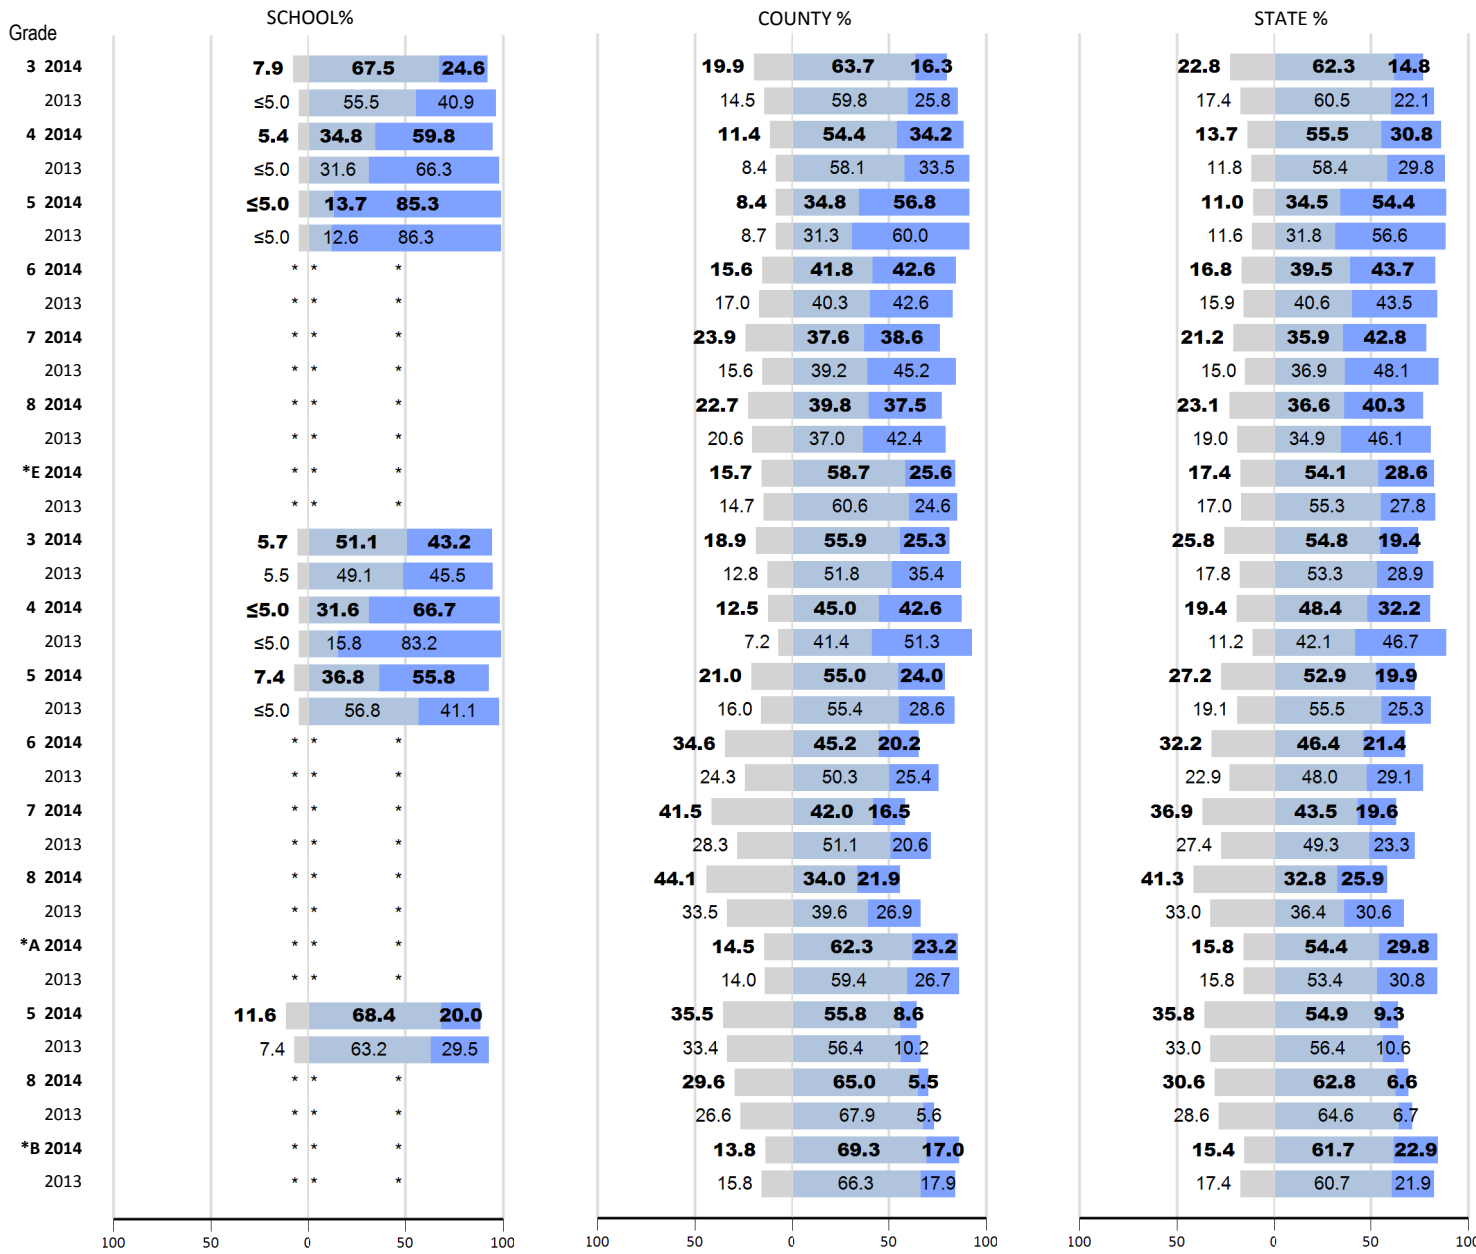 SCHOOL% COUNTY % STATE %
Grade
3 2014 7.9 67.5 24.6 19.9 63.7 16.3 22.8 62.3 14.8
2013 ≤5.0 55.5 40.9 14.5 59.8 25.8 17.4 60.5 22.1
4 2014 5.4 34.8 59.8 11.4 54.4 34.2 13.7 55.5 30.8
2013 ≤5.0 31.6 66.3 8.4 58.1 33.5 11.8 58.4 29.8
5 2014 ≤5.0 13.7 85.3 8.4 34.8 56.8 11.0 34.5 54.4
2013 ≤5.0 12.6 86.3 8.7 31.3 60.0 11.6 31.8 56.6
6 2014 * * * 15.6 41.8 42.6 16.8 39.5 43.7
2013 * * * 17.0 40.3 42.6 15.9 40.6 43.5
7 2014 * * * 23.9 37.6 38.6 21.2 35.9 42.8
2013 * * * 15.6 39.2 45.2 15.0 36.9 48.1
8 2014 * * * 22.7 39.8 37.5 23.1 36.6 40.3
2013 * * * 20.6 37.0 42.4 19.0 34.9 46.1
*E 2014 * * * 15.7 58.7 25.6 17.4 54.1 28.6
2013 * * * 14.7 60.6 24.6 17.0 55.3 27.8
3 2014 5.7 51.1 43.2 18.9 55.9 25.3 25.8 54.8 19.4
2013 5.5 49.1 45.5 12.8 51.8 35.4 17.8 53.3 28.9
4 2014 ≤5.0 31.6 66.7 12.5 45.0 42.6 19.4 48.4 32.2
2013 ≤5.0 15.8 83.2 7.2 41.4 51.3 11.2 42.1 46.7
5 2014 7.4 36.8 55.8 21.0 55.0 24.0 27.2 52.9 19.9
2013 ≤5.0 56.8 41.1 16.0 55.4 28.6 19.1 55.5 25.3
6 2014 * * * 34.6 45.2 20.2 32.2 46.4 21.4
2013 * * * 24.3 50.3 25.4 22.9 48.0 29.1
7 2014 * * * 41.5 42.0 16.5 36.9 43.5 19.6
2013 * * * 28.3 51.1 20.6 27.4 49.3 23.3
8 2014 * * * 44.1 34.0 21.9 41.3 32.8 25.9
2013 * * * 33.5 39.6 26.9 33.0 36.4 30.6
*A 2014 * * * 14.5 62.3 23.2 15.8 54.4 29.8
2013 * * * 14.0 59.4 26.7 15.8 53.4 30.8
5 2014 11.6 68.4 20.0 35.5 55.8 8.6 35.8 54.9 9.3
2013 7.4 63.2 29.5 33.4 56.4 10.2 33.0 56.4 10.6
8 2014 * * * 29.6 65.0 5.5 30.6 62.8 6.6
2013 * * * 26.6 67.9 5.6 28.6 64.6 6.7
*B 2014 * * * 13.8 69.3 17.0 15.4 61.7 22.9
2013 * * * 15.8 66.3 17.9 17.4 60.7 21.9
100 50 0 50 100 100 50 0 50 100 100 50 0 50 100